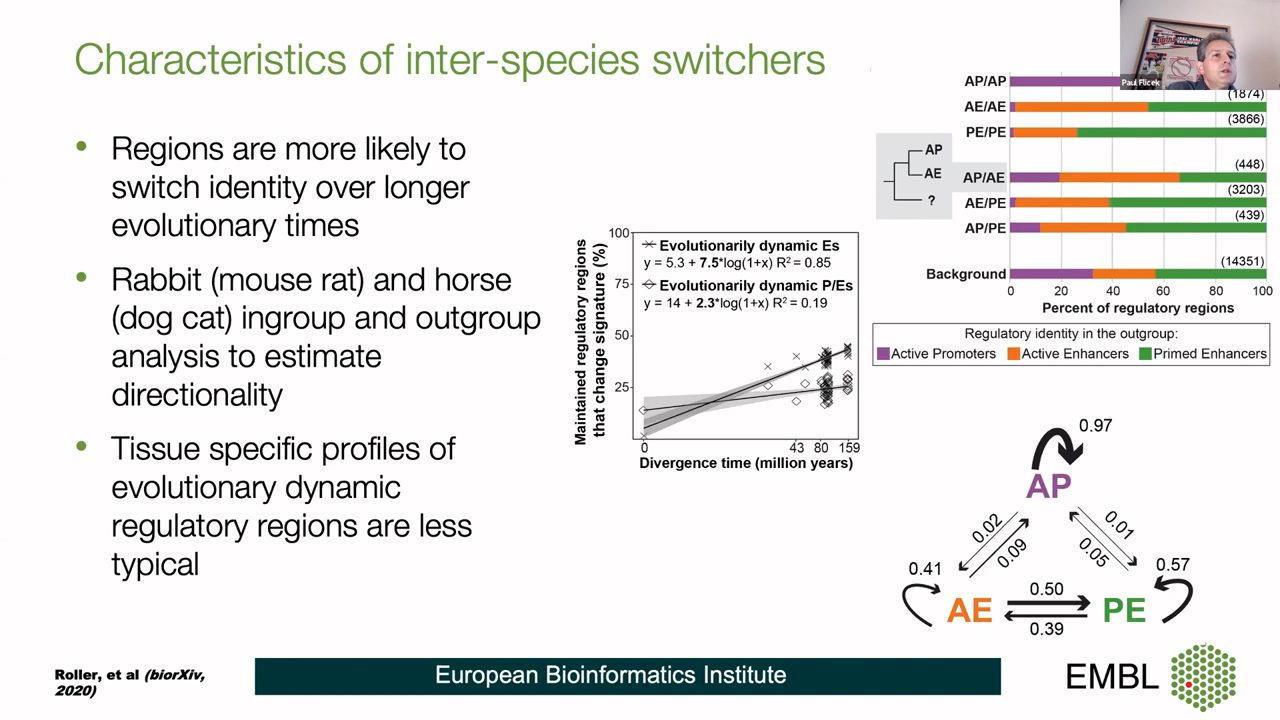 Characteristics of inter-species switchers
• Regions are more likely to
switch identity over longer
evolutionary times
• Rabbit (mouse rat) and horse
(dog cat) ingroup and outgroup
analysis to estimate
directionality
• Tissue specific profiles of
evolutionary dynamic
regulatory regions are less
typical
Maintained regulatory regions
that change signature (%)
100
75
50
25
Evolutionarily dynamic Es
y = 5.3 + 7.5*log(1+x) R² = 0.85
Evolutionarily dynamic P/Es
y = 14 + 2.3*log(1+x) R² = 0.19
0 43 80 159
Divergence time (million years)
Paul Flicek
AP
AE
?
AP/AP
AE/AE (1874)
PE/PE (3866)
AP/AE (448)
AE/PE (3203)
AP/PE (439)
Background (14351)
0 20 40 60 80 100
Percent of regulatory regions
Regulatory identity in the outgroup:
Active Promoters Active Enhancers Primed Enhancers
0.97
AP
0.02 0.09 0.01 0.05
0.41 0.57
AE 0.50 PE
0.39
Roller, et al (biorXiv,
2020)
European Bioinformatics Institute
EMBL